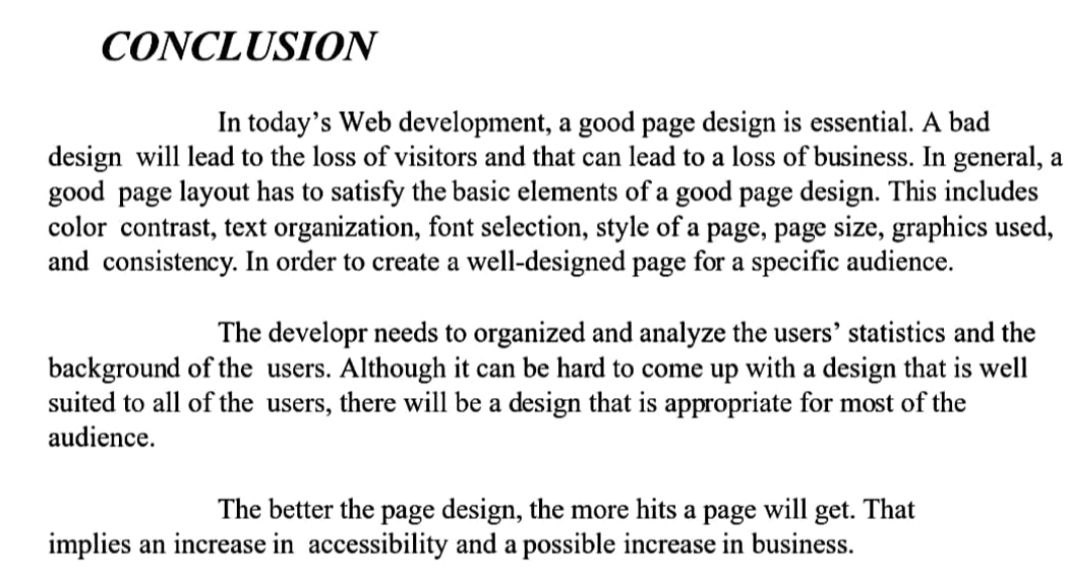 CONCLUSION
In today’s Web development, a good page design is essential. A bad
design will lead to the loss of visitors and that can lead to a loss of business. In general, a
good page layout has to satisfy the basic elements of a good page design. This includes
color contrast, text organization, font selection, style of a page, page size, graphics used,
and consistency. In order to create a well-designed page for a specific audience.
The developr needs to organized and analyze the users’ statistics and the
background of the users. Although it can be hard to come up with a design that is well
suited to all of the users, there will be a design that is appropriate for most of the
audience.
The better the page design, the more hits a page will get. That
implies an increase in accessibility and a possible increase in business.